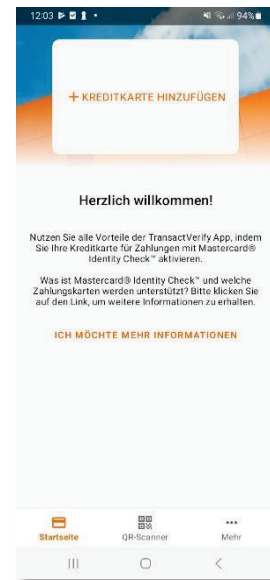 12:03 94%
+ KREDITKARTE HINZUFÜGEN
Herzlich willkommen!
Nutzen Sie alle Vorteile der TransactVerify App, indem
Sie Ihre Kreditkarte für Zahlungen mit Mastercard®
Identity Check™ aktivieren.
Was ist Mastercard® Identity Check™ und welche
Zahlungskarten werden unterstützt? Bitte klicken Sie
auf den Link, um weitere Informationen zu erhalten.
ICH MÖCHTE MEHR INFORMATIONEN
Startseite QR-Scanner Mehr